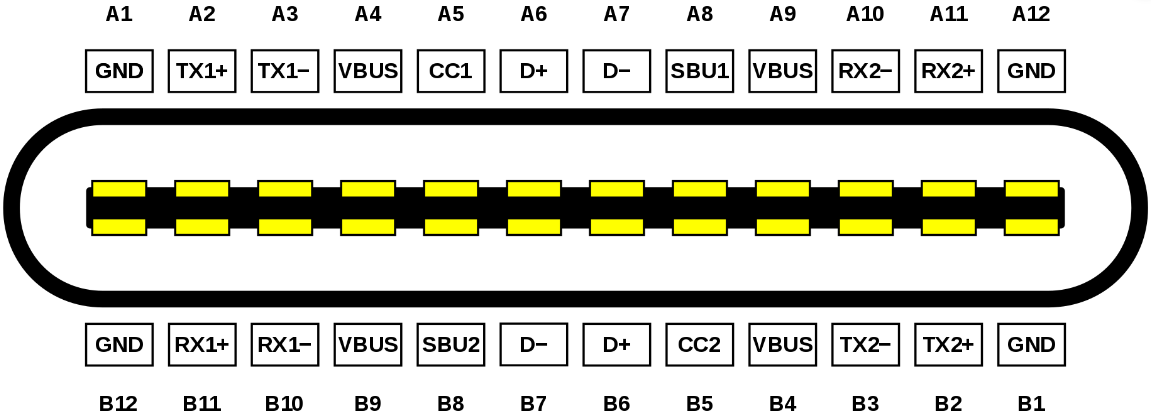 A1 A2 A3 A4 A5 A6 A7 A8 A9 A10 A11 A12
GND TX1+ TX1− VBUS CC1 D+ D− SBU1 VBUS RX2− RX2+ GND
GND RX1+ RX1− VBUS SBU2 D− D+ CC2 VBUS TX2− TX2+ GND
B12 B11 B10 B9 B8 B7 B6 B5 B4 B3 B2 B1